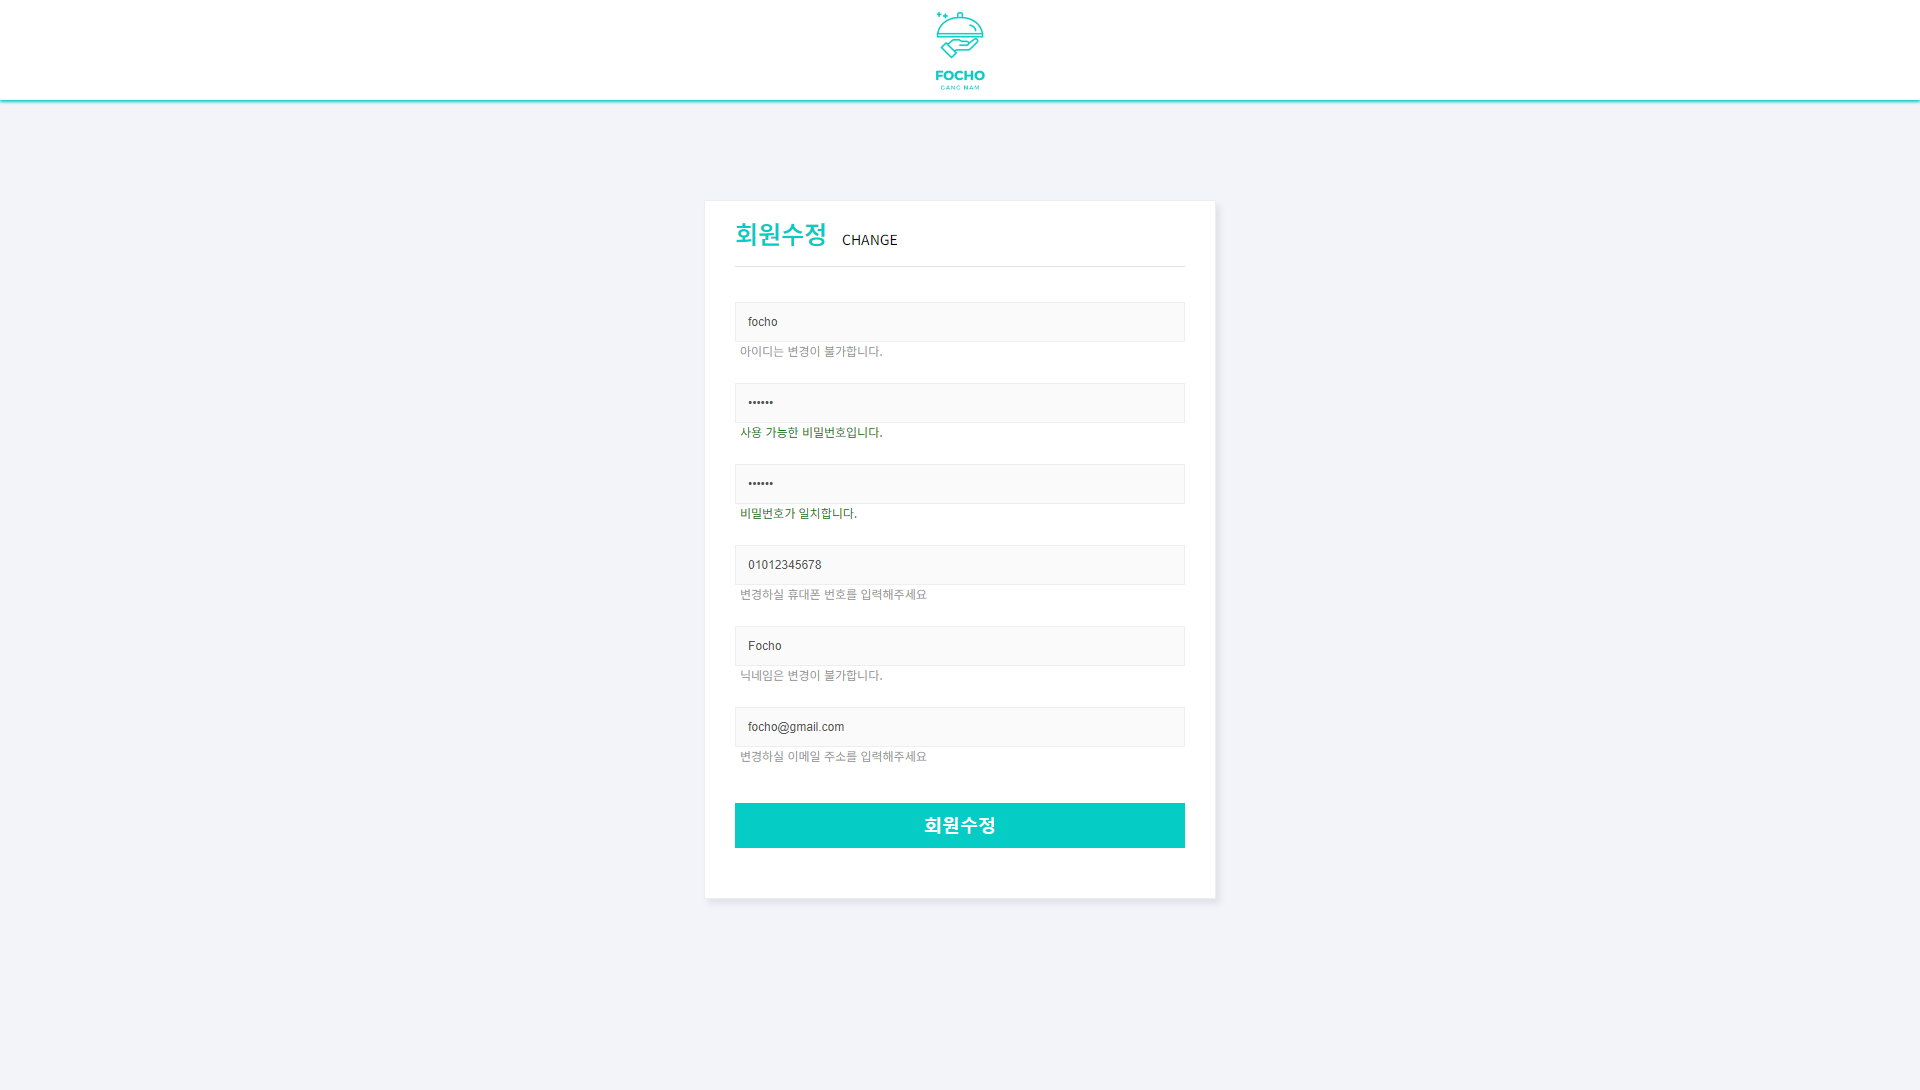 FOCHO
GANG NAM
회원수정 CHANGE
focho
아이디는 변경이 불가합니다.
••••••
사용 가능한 비밀번호입니다.
••••••
비밀번호가 일치합니다.
01012345678
변경하실 휴대폰 번호를 입력해주세요
Focho
닉네임은 변경이 불가합니다.
focho@gmail.com
변경하실 이메일 주소를 입력해주세요
회원수정